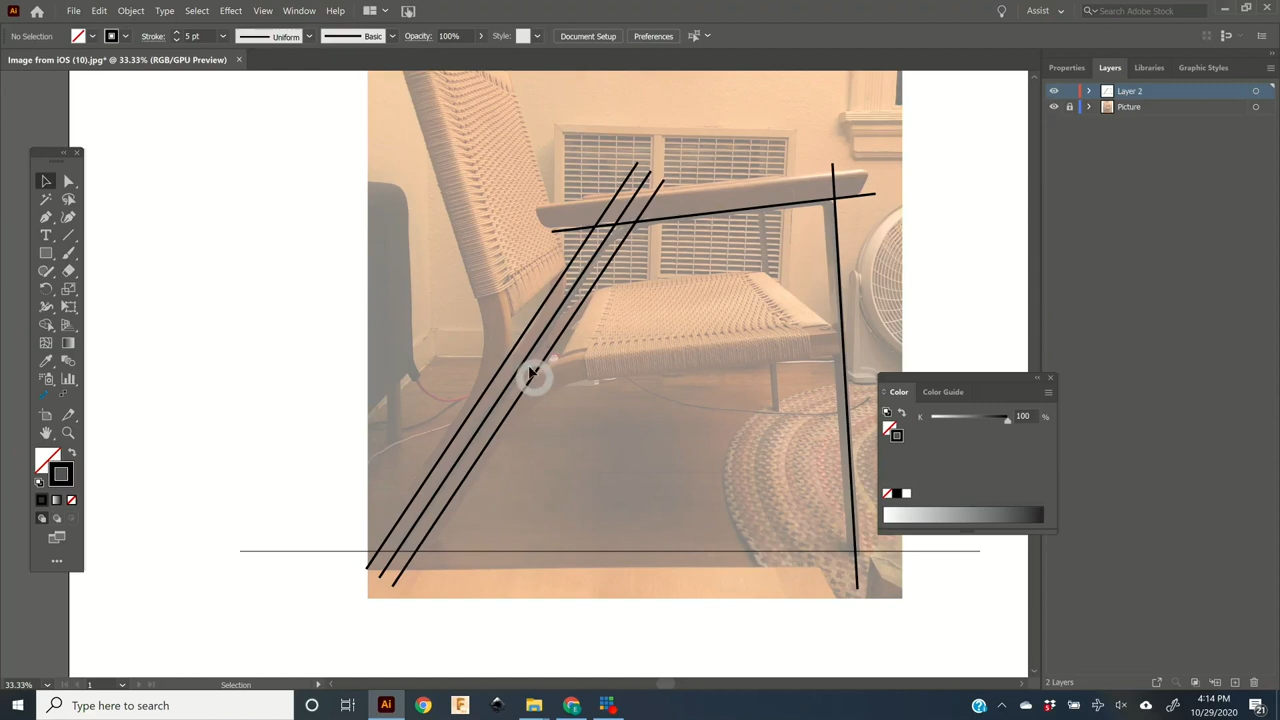 Ai File Edit Object Type Select Effect View Window Help Assist Search Adobe Stock
No Selection Stroke: 5 pt Uniform Basic Opacity: 100% Style: Document Setup Preferences
Image from iOS (10).jpg* @ 33.33% (RGB/GPU Preview)
Properties Layers Libraries Graphic Styles
Layer 2
Picture
Color Color Guide
K 100 %
33.33% 1 Selection 2 Layers
Type here to search Ai F 4:14 PM
10/29/2020